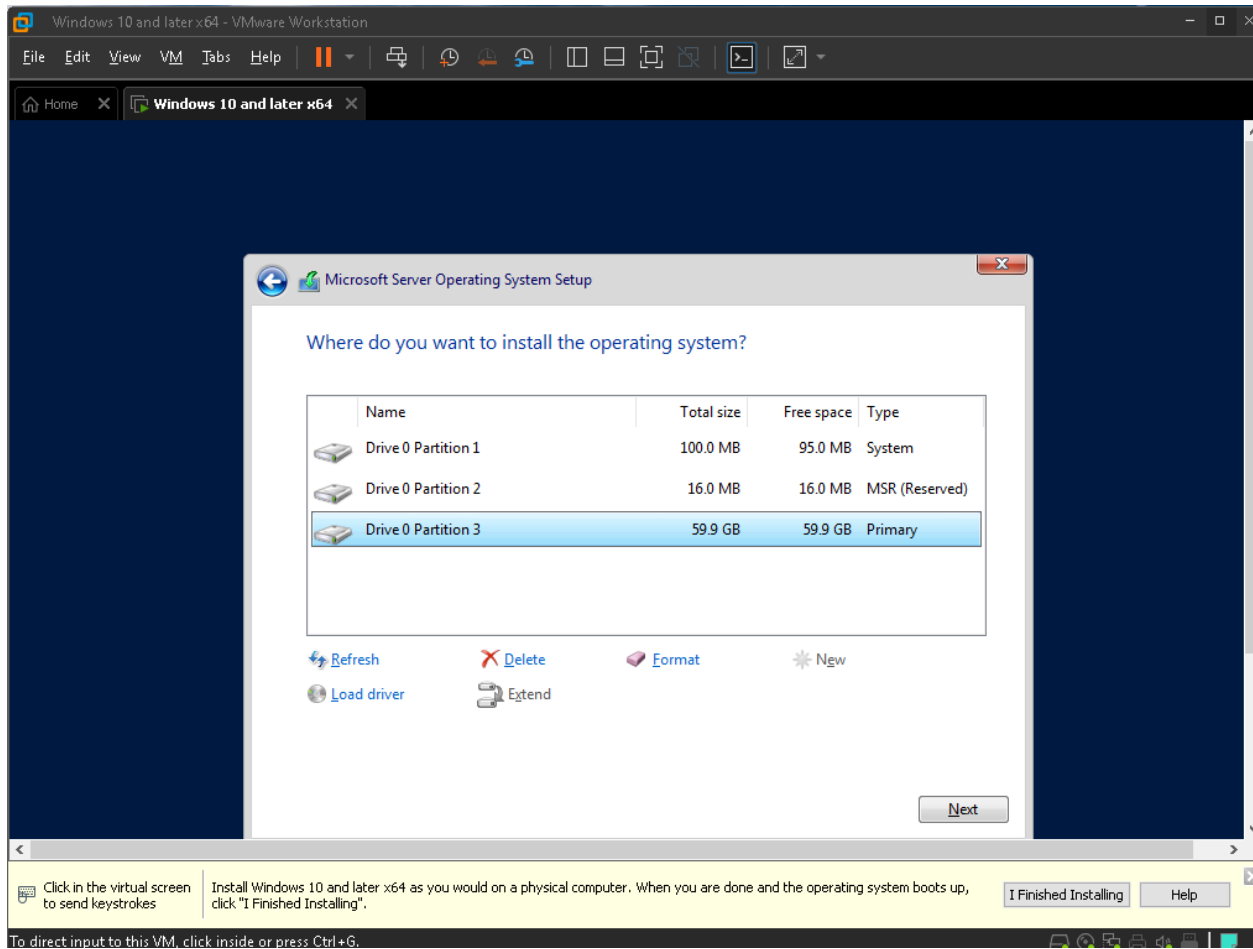 Windows 10 and later x64 - VMware Workstation
File Edit View VM Tabs Help
Home Windows 10 and later x64
Microsoft Server Operating System Setup
Where do you want to install the operating system?
Name Total size Free space Type
Drive 0 Partition 1 100.0 MB 95.0 MB System
Drive 0 Partition 2 16.0 MB 16.0 MB MSR (Reserved)
Drive 0 Partition 3 59.9 GB 59.9 GB Primary
Refresh Delete Format New
Load driver Extend
Next
Click in the virtual screen
to send keystrokes
Install Windows 10 and later x64 as you would on a physical computer. When you are done and the operating system boots up,
click "I Finished Installing".
I Finished Installing Help
To direct input to this VM, click inside or press Ctrl+G.